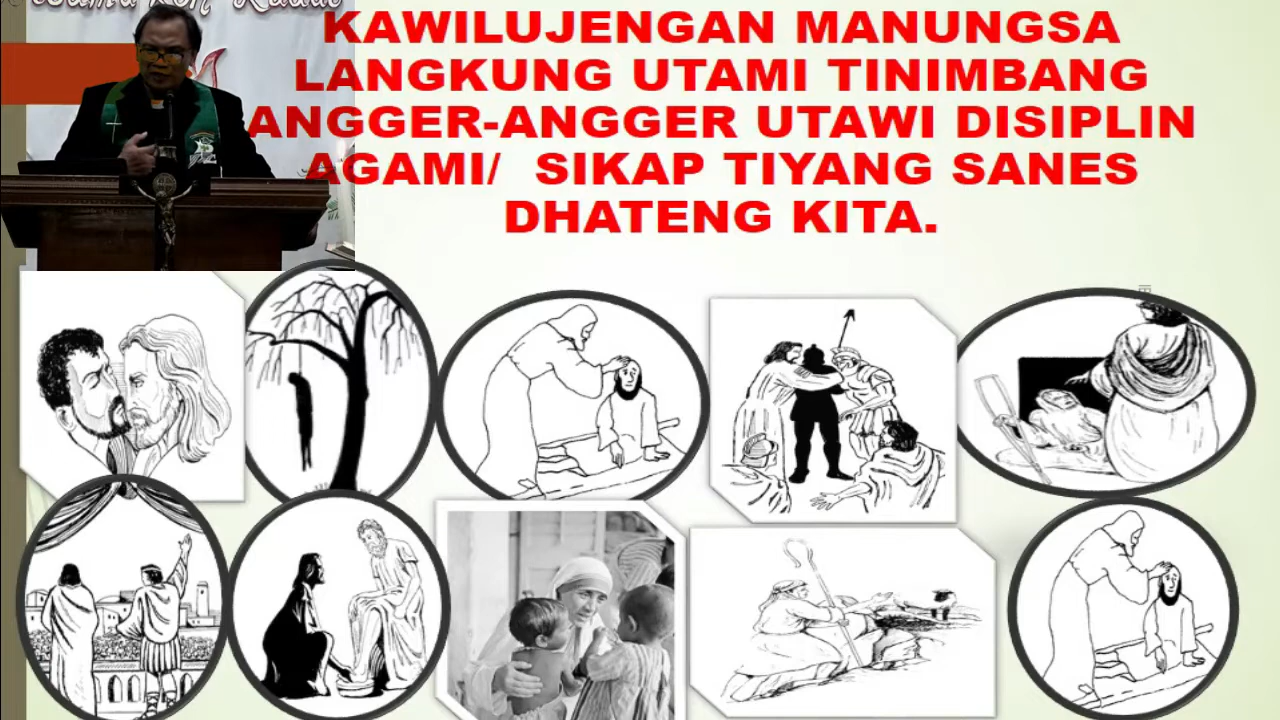 KAWILUJENGAN MANUNGSA
LANGKUNG UTAMI TINIMBANG
ANGGER-ANGGER UTAWI DISIPLIN
AGAMI/ SIKAP TIYANG SANES
DHATENG KITA.